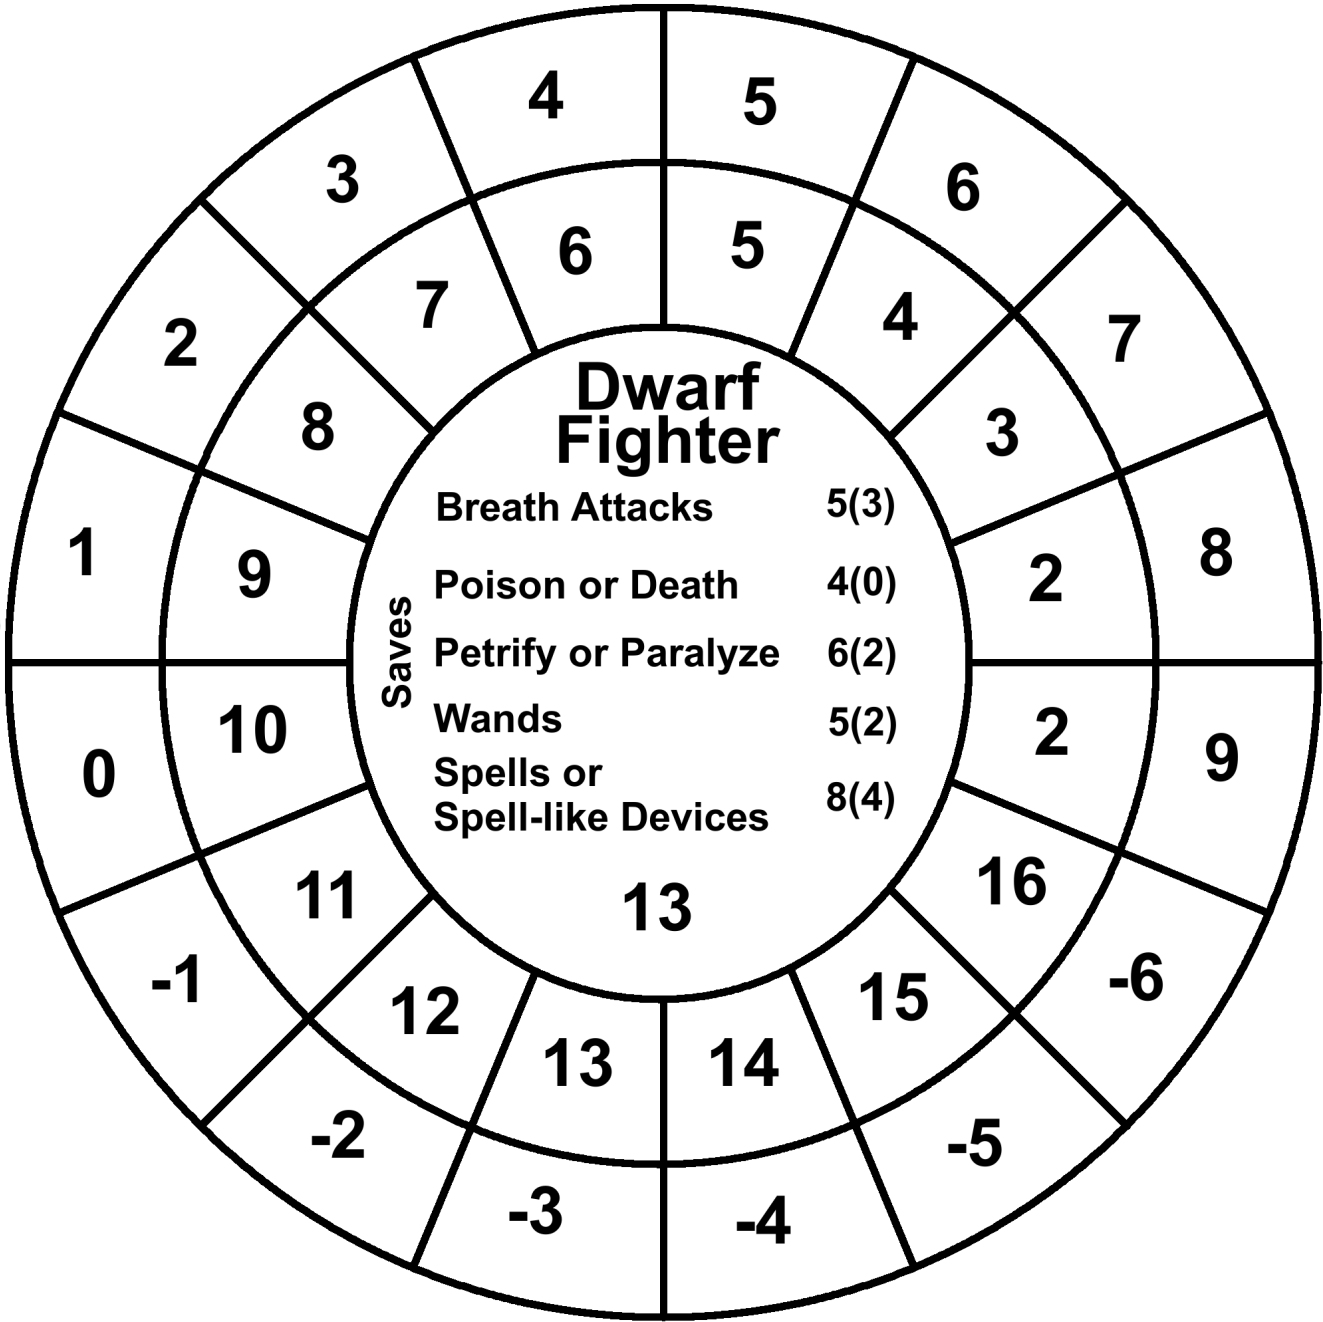 4 5
3 6
2 7
1 8
0 9
-1 -6
-2 -5
-3 -4
6 5
7 4
8 3
9 2
10 2
11 16
12 15
13 14
Dwarf
Fighter
Saves
Breath Attacks 5(3)
Poison or Death 4(0)
Petrify or Paralyze 6(2)
Wands 5(2)
Spells or
Spell-like Devices 8(4)
13